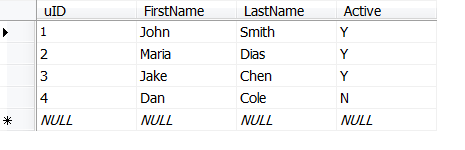 uID FirstName LastName Active
1 John Smith Y
2 Maria Dias Y
3 Jake Chen Y
4 Dan Cole N
NULL NULL NULL NULL